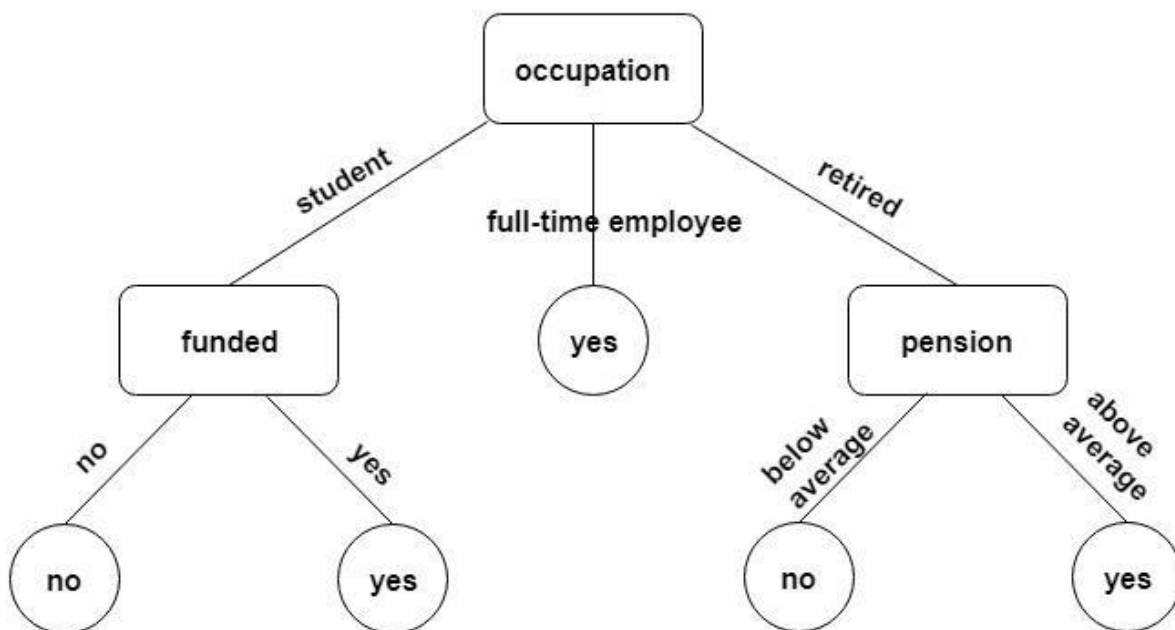 occupation
student
full-time employee
retired
funded
yes
pension
no
yes
below
average
above
average
no
yes
no
yes